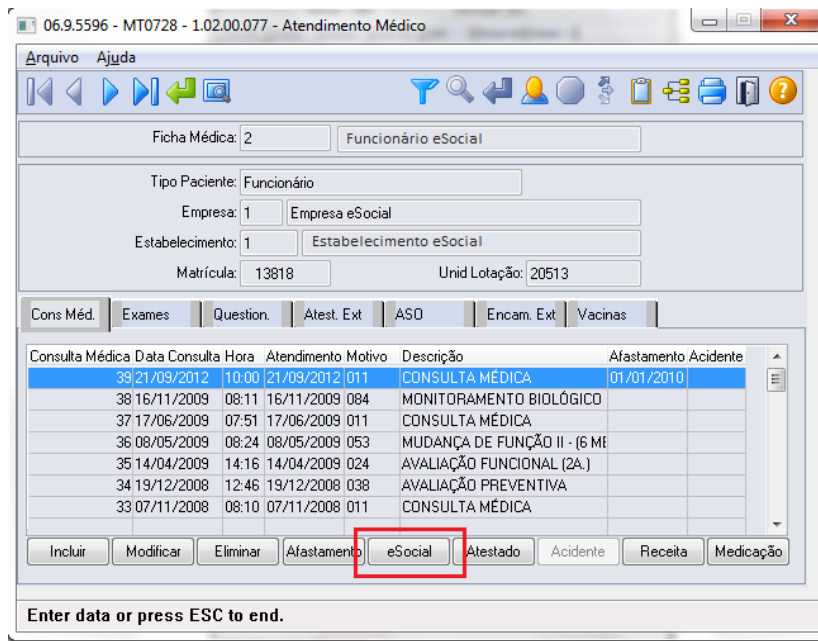 06.9.5596 - MT0728 - 1.02.00.077 - Atendimento Médico
Arquivo Ajuda
Ficha Médica: 2 Funcionário eSocial
Tipo Paciente: Funcionário
Empresa: 1 Empresa eSocial
Estabelecimento: 1 Estabelecimento eSocial
Matrícula: 13818 Unid Lotação: 20513
Cons Méd. Exames Question. Atest. Ext ASO Encam. Ext Vacinas
Consulta Médica Data Consulta Hora Atendimento Motivo Descrição Afastamento Acidente
39 21/09/2012 10:00 21/09/2012 011 CONSULTA MÉDICA 01/01/2010
38 16/11/2009 08:11 16/11/2009 084 MONITORAMENTO BIOLÓGICO
37 17/06/2009 07:51 17/06/2009 011 CONSULTA MÉDICA
36 08/05/2009 08:24 08/05/2009 053 MUDANÇA DE FUNÇÃO II - (6 ME
35 14/04/2009 14:16 14/04/2009 024 AVALIAÇÃO FUNCIONAL (2A.)
34 19/12/2008 12:46 19/12/2008 038 AVALIAÇÃO PREVENTIVA
33 07/11/2008 08:10 07/11/2008 011 CONSULTA MÉDICA
Incluir Modificar Eliminar Afastamento eSocial Atestado Acidente Receita Medicação
Enter data or press ESC to end.